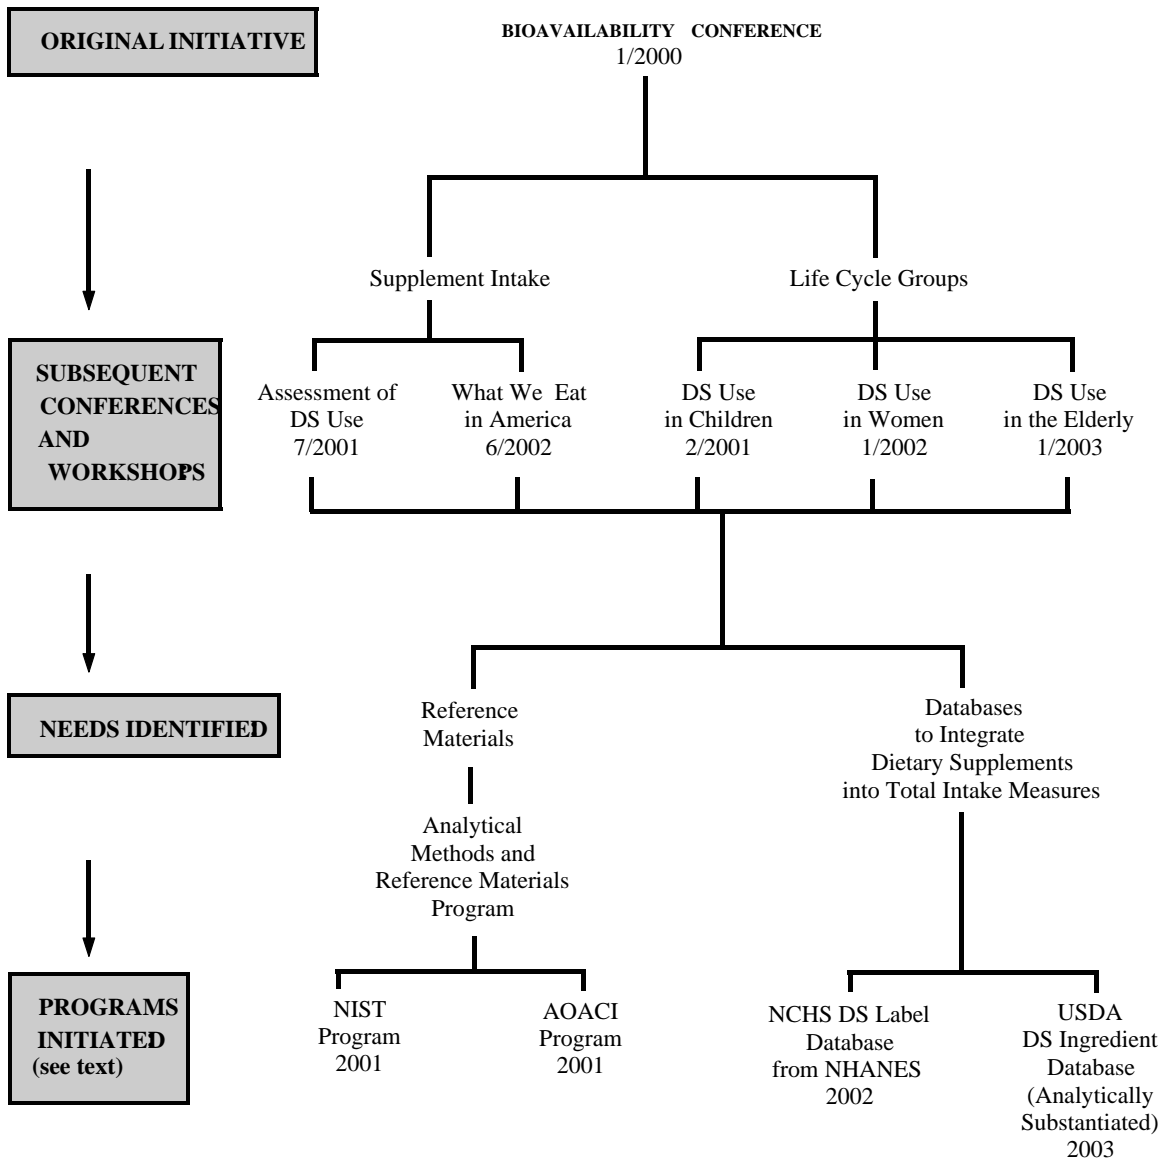 ORIGINAL INITIATIVE
BIOAVAILABILITY CONFERENCE
1/2000
Supplement Intake
Life Cycle Groups
SUBSEQUENT
CONFERENCES
AND
WORKSHOPS:
Assessment of
DS Use
7/2001
What We Eat
in America
6/2002
DS Use
in Children
2/2001
DS Use
in Women
1/2002
DS Use
in the Elderly
1/2003
NEEDS IDENTIFIED:
Reference
Materials
Databases
to Integrate
Dietary Supplements
into Total Intake Measures
Analytical
Methods and
Reference Materials
Program
PROGRAMS
INITIATED:
(see text)
NIST
Program
2001
AOACI
Program
2001
NCHS DS Label
Database
from NHANES
2002
USDA
DS Ingredient
Database
(Analytically
Substantiated)
2003